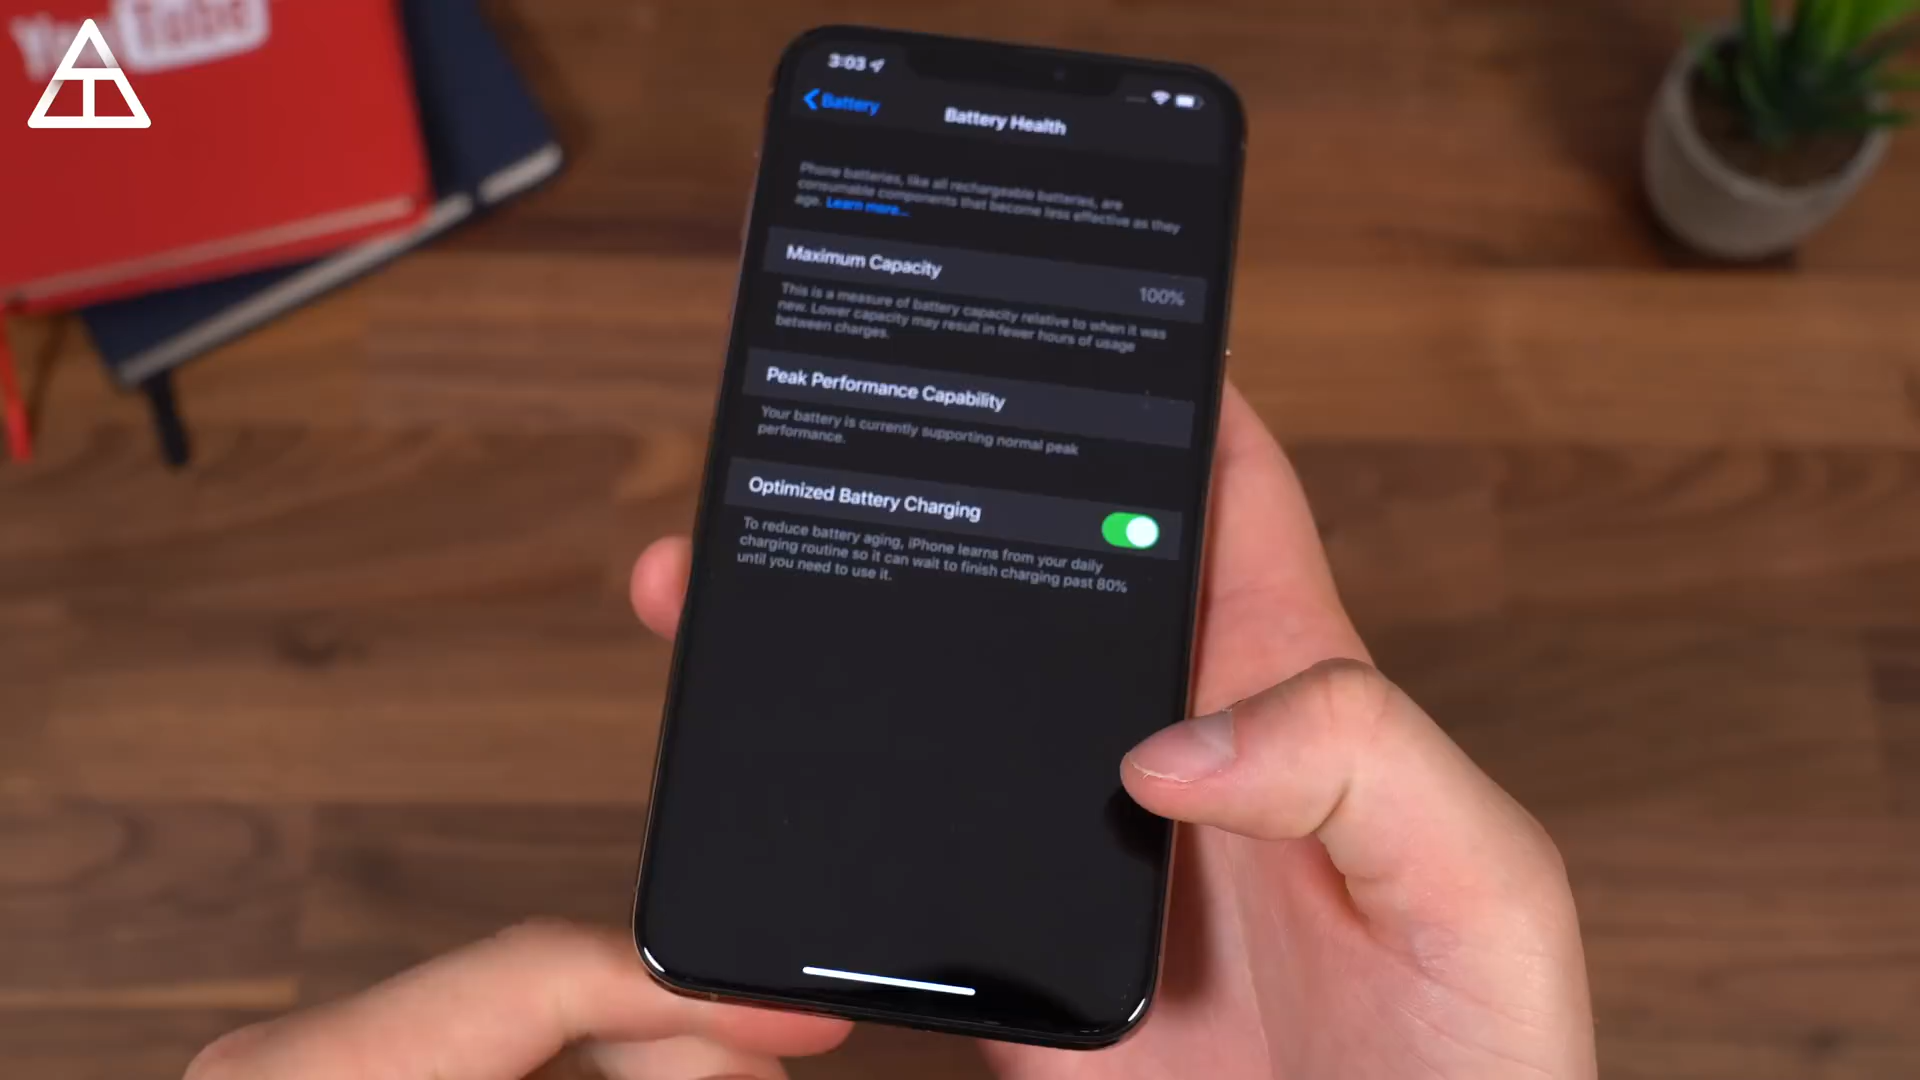 YouTube
3:03
Battery
Battery Health
Phone batteries, like all rechargeable batteries, are
consumable components that become less effective as they
age. Learn more...
Maximum Capacity
100%
This is a measure of battery capacity relative to when it was
new. Lower capacity may result in fewer hours of usage
between charges.
Peak Performance Capability
Your battery is currently supporting normal peak
performance.
Optimized Battery Charging
To reduce battery aging, iPhone learns from your daily
charging routine so it can wait to finish charging past 80%
until you need to use it.